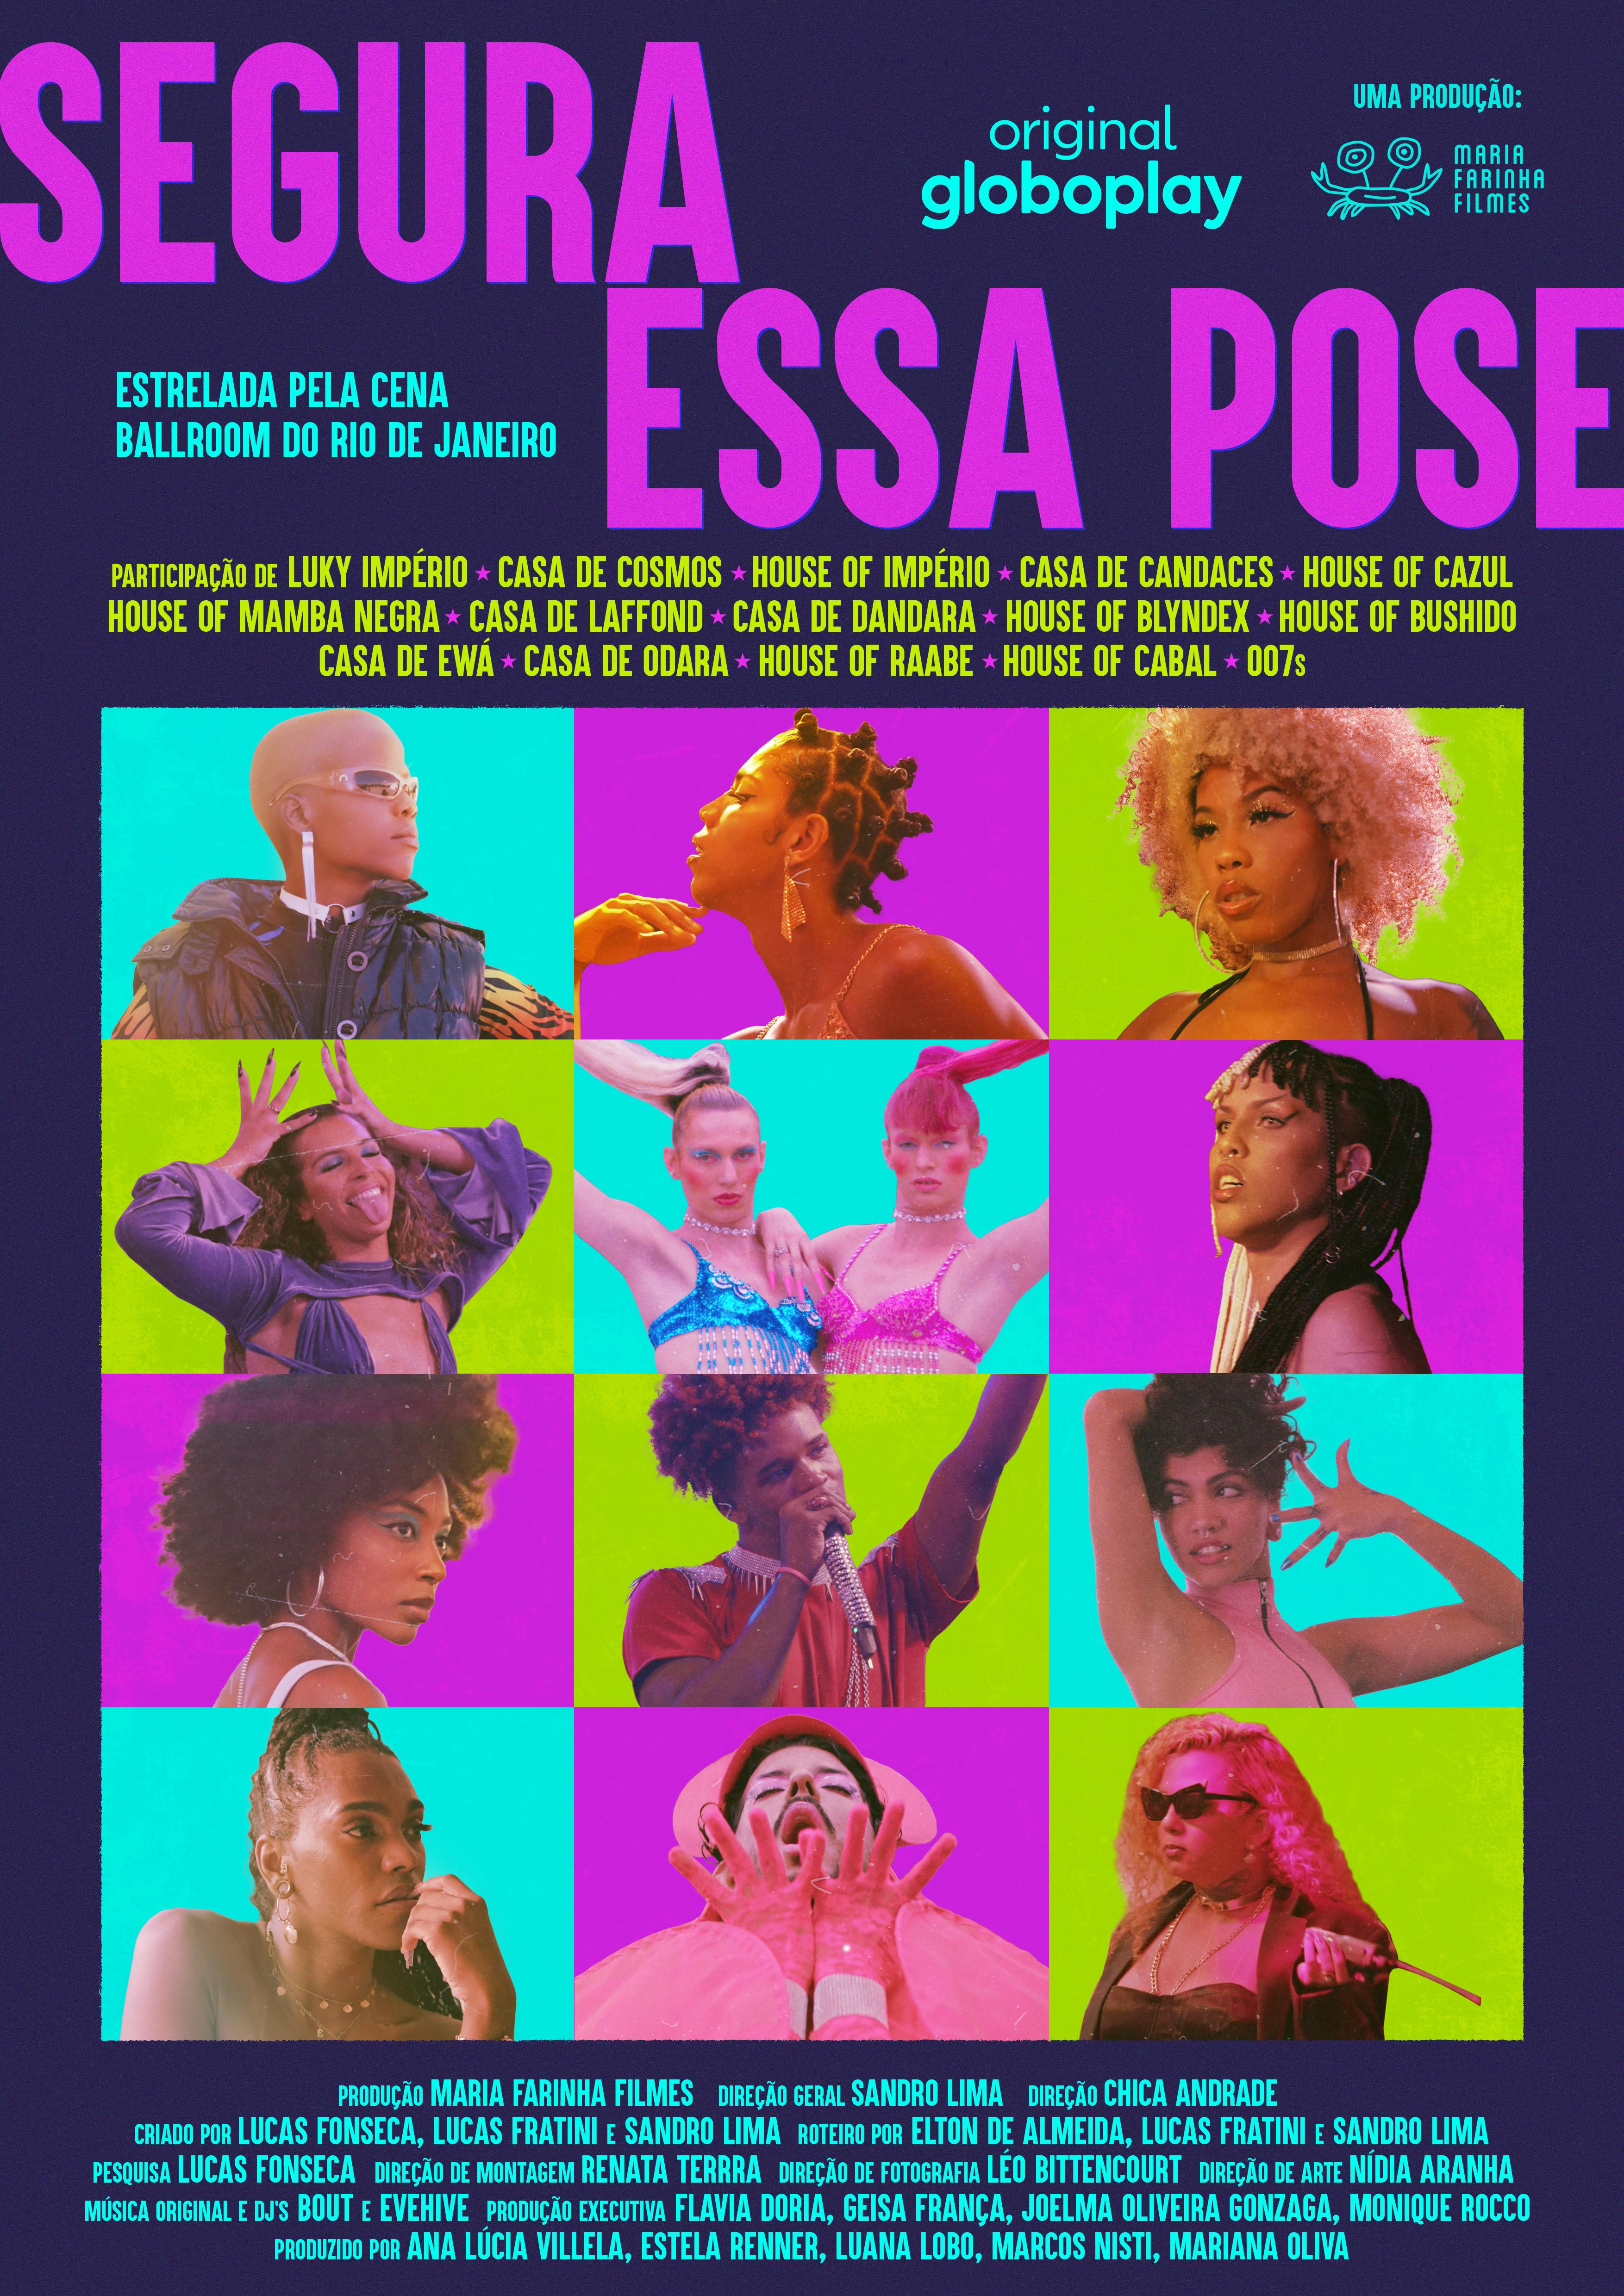 SEGURA
original
globoplay
UMA PRODUÇÃO:
MARIA
FARINHA
FILMES
ESSA POSE
ESTRELADA PELA CENA
BALLROOM DO RIO DE JANEIRO
PARTICIPAÇÃO DE LUKY IMPÉRIO ★ CASA DE COSMOS ★ HOUSE OF IMPÉRIO ★ CASA DE CANDACES ★ HOUSE OF CAZUL
HOUSE OF MAMBA NEGRA ★ CASA DE LAFFOND ★ CASA DE DANDARA ★ HOUSE OF BLYNDEX ★ HOUSE OF BUSHIDO
CASA DE EWÁ ★ CASA DE ODARA ★ HOUSE OF RAABE ★ HOUSE OF CABAL ★ 007s
PRODUÇÃO MARIA FARINHA FILMES DIREÇÃO GERAL SANDRO LIMA DIREÇÃO CHICA ANDRADE
CRIADO POR LUCAS FONSECA, LUCAS FRATINI E SANDRO LIMA ROTEIRO POR ELTON DE ALMEIDA, LUCAS FRATINI E SANDRO LIMA
PESQUISA LUCAS FONSECA DIREÇÃO DE MONTAGEM RENATA TERRRA DIREÇÃO DE FOTOGRAFIA LÉO BITTENCOURT DIREÇÃO DE ARTE NÍDIA ARANHA
MÚSICA ORIGINAL E DJ'S BOUT E EVEHIVE PRODUÇÃO EXECUTIVA FLAVIA DORIA, GEISA FRANÇA, JOELMA OLIVEIRA GONZAGA, MONIQUE ROCCO
PRODUZIDO POR ANA LÚCIA VILLELA, ESTELA RENNER, LUANA LOBO, MARCOS NISTI, MARIANA OLIVA